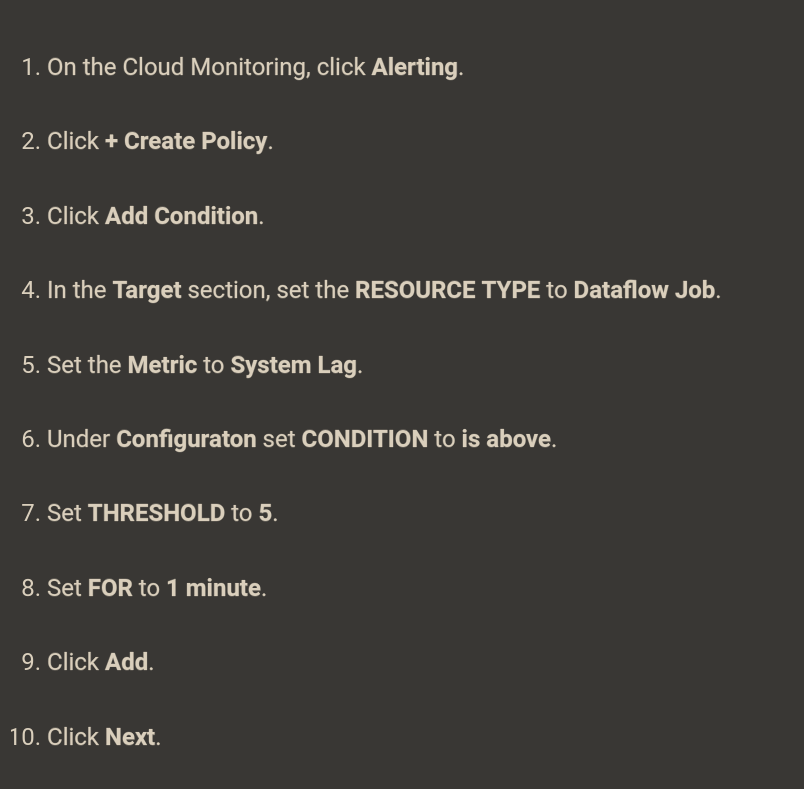 1. On the Cloud Monitoring, click Alerting.
2. Click + Create Policy.
3. Click Add Condition.
4. In the Target section, set the RESOURCE TYPE to Dataflow Job.
5. Set the Metric to System Lag.
6. Under Configuraton set CONDITION to is above.
7. Set THRESHOLD to 5.
8. Set FOR to 1 minute.
9. Click Add.
10. Click Next.